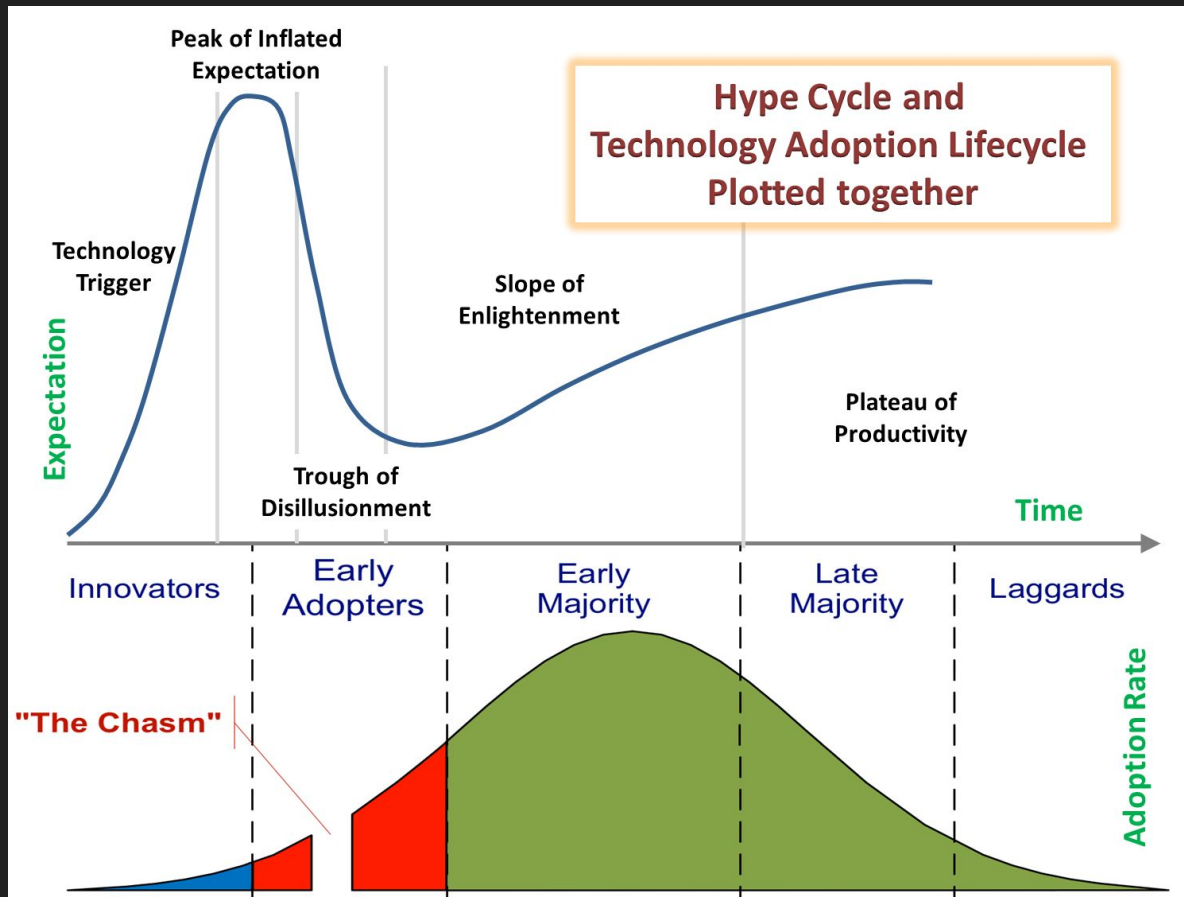 Peak of Inflated
Expectation
Hype Cycle and
Technology Adoption Lifecycle
Plotted together
Technology
Trigger
Slope of
Enlightenment
Expectation
Plateau of
Productivity
Trough of
Disillusionment
Time
Innovators
Early
Adopters
Early
Majority
Late
Majority
Laggards
"The Chasm"
Adoption Rate